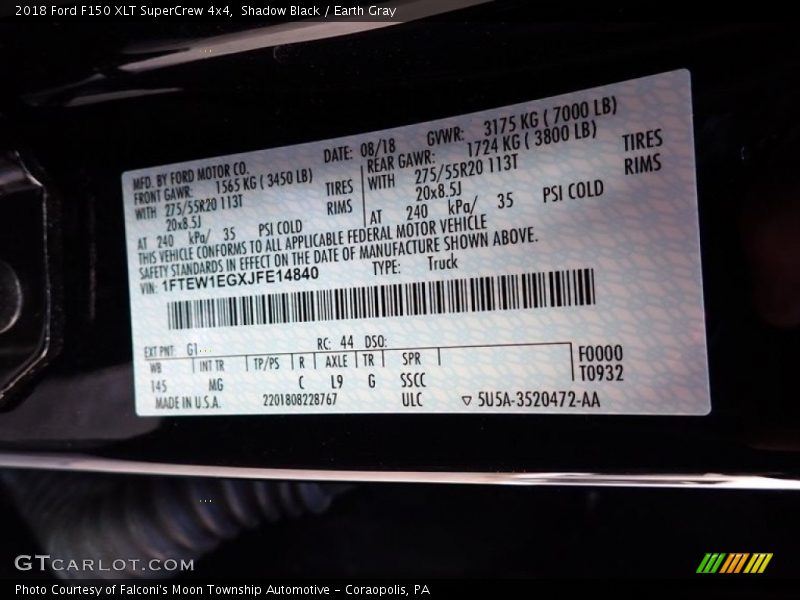 2018 Ford F150 XLT SuperCrew 4x4, Shadow Black / Earth Gray
MFD. BY FORD MOTOR CO. DATE: 08/18 GVWR: 3175 KG ( 7000 LB)
FRONT GAWR: 1565 KG ( 3450 LB) REAR GAWR: 1724 KG ( 3800 LB)
WITH 275/55R20 113T TIRES WITH 275/55R20 113T TIRES
20x8.5J RIMS 20x8.5J RIMS
AT 240 kPa/ 35 PSI COLD AT 240 kPa/ 35 PSI COLD
THIS VEHICLE CONFORMS TO ALL APPLICABLE FEDERAL MOTOR VEHICLE
SAFETY STANDARDS IN EFFECT ON THE DATE OF MANUFACTURE SHOWN ABOVE.
VIN: 1FTEW1EGXJFE14840 TYPE: Truck
EXT PNT: G1 RC: 44 DSO:
WB INT TR TP/PS R AXLE TR SPR F0000
145 MG C L9 G SSCC T0932
MADE IN U.S.A. 2201808228767 ULC ▽ 5U5A-3520472-AA
GTCARLOT.COM
Photo Courtesy of Falconi's Moon Township Automotive - Coraopolis, PA